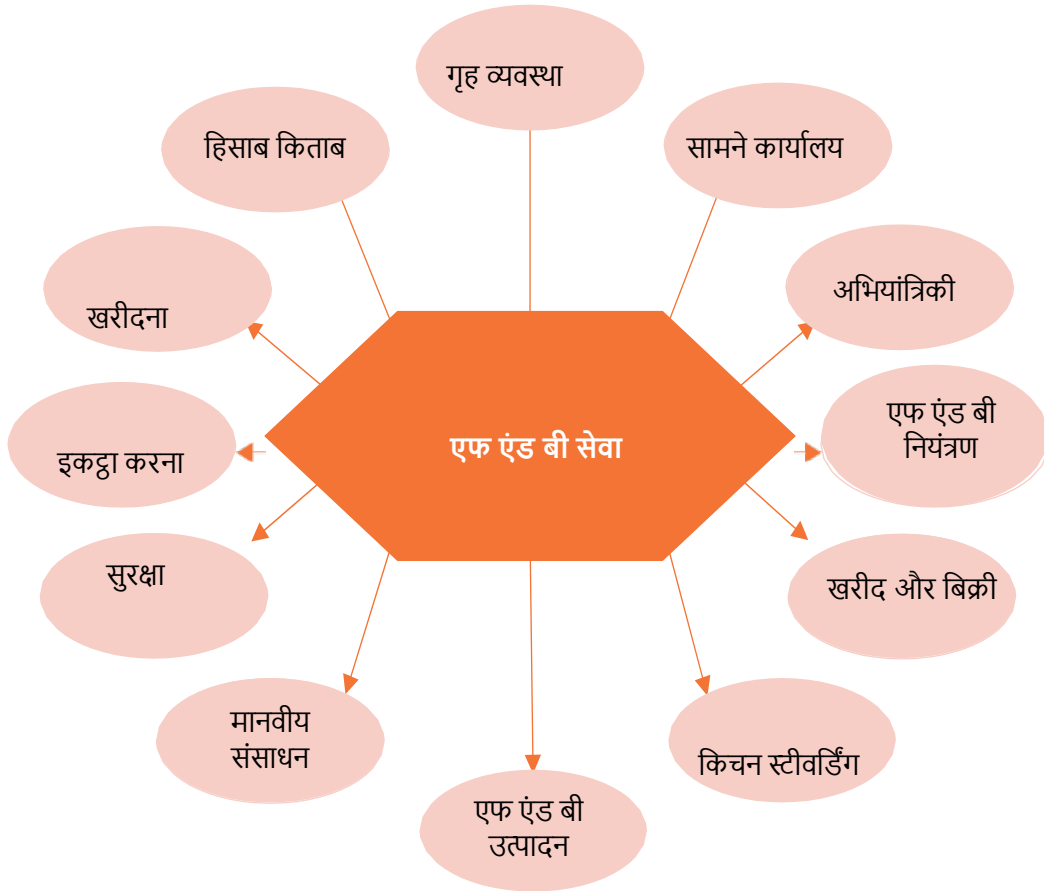 गृह व्यवस्था
हिसाब किताब
सामने कार्यालय
खरीदना
अभियांत्रिकी
एफ एंड बी
नियंत्रण
एफ एंड बी सेवा
इकट्ठा करना
सुरक्षा
खरीद और बिक्री
मानवीय
संसाधन
किचन स्टीवर्डिंग
एफ एंड बी
उत्पादन